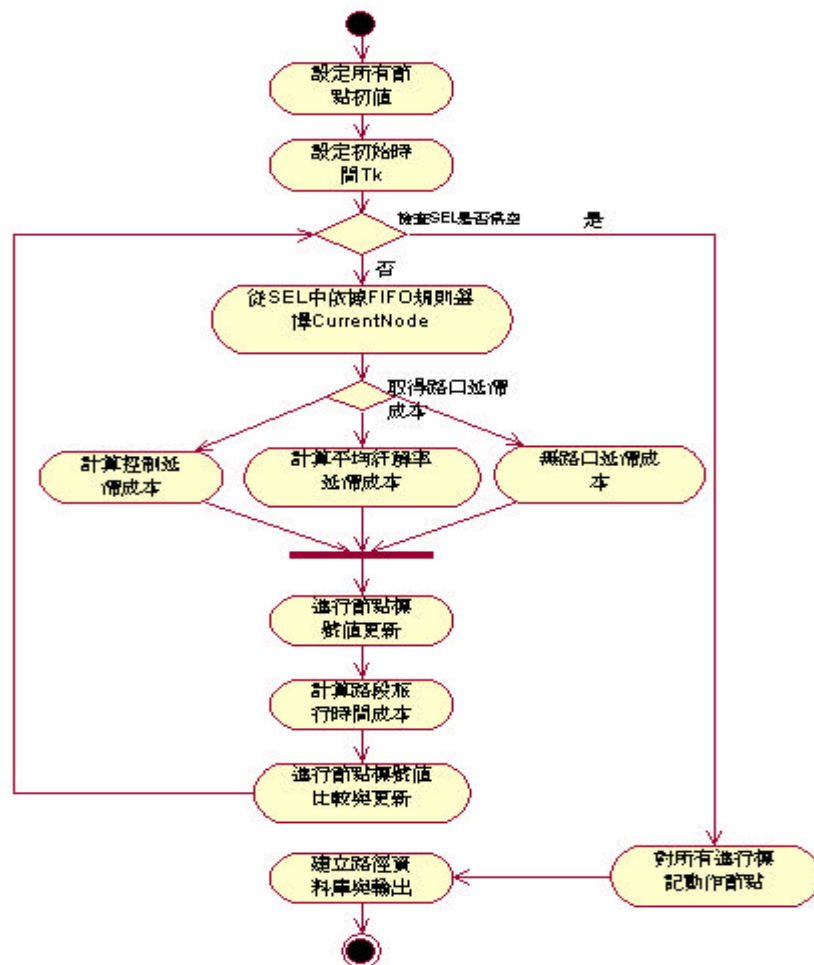 設定所有節
點初值
設定初始時
間Tk
檢查SEL是否為空
是
否
從SEL中依據FIFO規則選
擇CurrentNode
取得路口延滯
成本
計算控制延
滯成本
計算平均紓解率
延滯成本
無路口延滯成
本
進行節點標
號值更新
計算路段旅
行時間成本
進行節點標號值
比較與更新
對所有進行標
記動作節點
建立路徑資
料庫與輸出